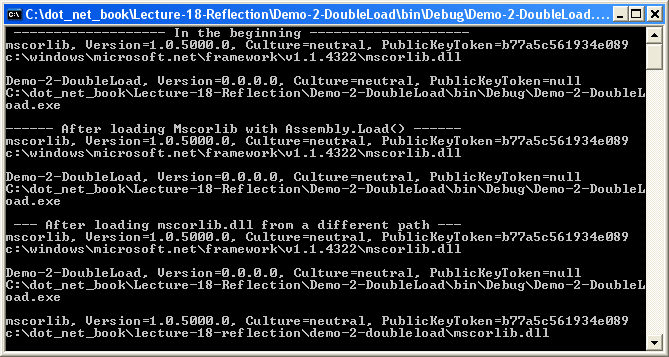 C:\dot_net_book\Lecture-18-Reflection\Demo-2-DoubleLoad\bin\Debug\Demo-2-DoubleLoad....
------------------- In the beginning --------------------
mscorlib, Version=1.0.5000.0, Culture=neutral, PublicKeyToken=b77a5c561934e089
c:\windows\microsoft.net\framework\v1.1.4322\mscorlib.dll
Demo-2-DoubleLoad, Version=0.0.0.0, Culture=neutral, PublicKeyToken=null
C:\dot_net_book\Lecture-18-Reflection\Demo-2-DoubleLoad\bin\Debug\Demo-2-DoubleL
oad.exe
------ After loading Mscorlib with Assembly.Load() ------
mscorlib, Version=1.0.5000.0, Culture=neutral, PublicKeyToken=b77a5c561934e089
c:\windows\microsoft.net\framework\v1.1.4322\mscorlib.dll
Demo-2-DoubleLoad, Version=0.0.0.0, Culture=neutral, PublicKeyToken=null
C:\dot_net_book\Lecture-18-Reflection\Demo-2-DoubleLoad\bin\Debug\Demo-2-DoubleL
oad.exe
--- After loading mscorlib.dll from a different path ---
mscorlib, Version=1.0.5000.0, Culture=neutral, PublicKeyToken=b77a5c561934e089
c:\windows\microsoft.net\framework\v1.1.4322\mscorlib.dll
Demo-2-DoubleLoad, Version=0.0.0.0, Culture=neutral, PublicKeyToken=null
C:\dot_net_book\Lecture-18-Reflection\Demo-2-DoubleLoad\bin\Debug\Demo-2-DoubleL
oad.exe
mscorlib, Version=1.0.5000.0, Culture=neutral, PublicKeyToken=b77a5c561934e089
c:\dot_net_book\lecture-18-reflection\demo-2-doubleload\mscorlib.dll